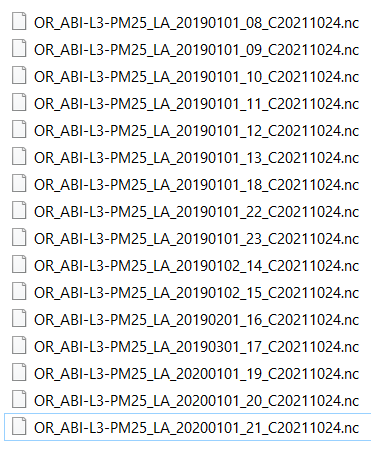 OR_ABI-L3-PM25_LA_20190101_08_C20211024.nc
OR_ABI-L3-PM25_LA_20190101_09_C20211024.nc
OR_ABI-L3-PM25_LA_20190101_10_C20211024.nc
OR_ABI-L3-PM25_LA_20190101_11_C20211024.nc
OR_ABI-L3-PM25_LA_20190101_12_C20211024.nc
OR_ABI-L3-PM25_LA_20190101_13_C20211024.nc
OR_ABI-L3-PM25_LA_20190101_18_C20211024.nc
OR_ABI-L3-PM25_LA_20190101_22_C20211024.nc
OR_ABI-L3-PM25_LA_20190101_23_C20211024.nc
OR_ABI-L3-PM25_LA_20190102_14_C20211024.nc
OR_ABI-L3-PM25_LA_20190102_15_C20211024.nc
OR_ABI-L3-PM25_LA_20190201_16_C20211024.nc
OR_ABI-L3-PM25_LA_20190301_17_C20211024.nc
OR_ABI-L3-PM25_LA_20200101_19_C20211024.nc
OR_ABI-L3-PM25_LA_20200101_20_C20211024.nc
OR_ABI-L3-PM25_LA_20200101_21_C20211024.nc